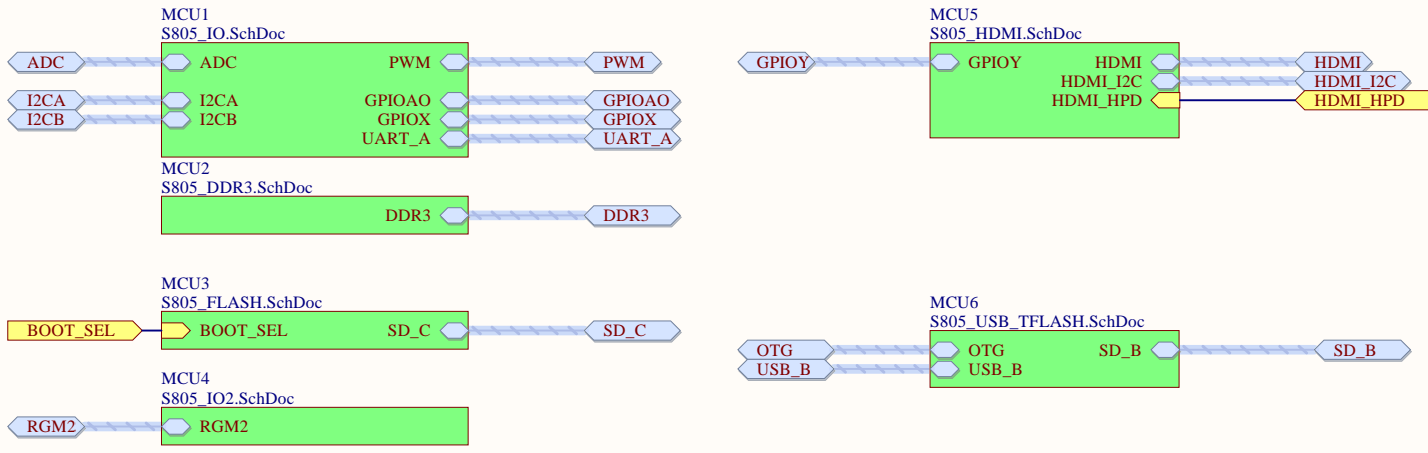 MCU1
S805_IO.SchDoc
ADC ADC PWM PWM
I2CA I2CA GPIOAO GPIOAO
I2CB I2CB GPIOX GPIOX
UART_A UART_A
MCU2
S805_DDR3.SchDoc
DDR3 DDR3
MCU3
S805_FLASH.SchDoc
BOOT_SEL BOOT_SEL SD_C SD_C
MCU4
S805_IO2.SchDoc
RGM2 RGM2
MCU5
S805_HDMI.SchDoc
GPIOY GPIOY HDMI HDMI
HDMI_I2C HDMI_I2C
HDMI_HPD HDMI_HPD
MCU6
S805_USB_TFLASH.SchDoc
OTG OTG SD_B SD_B
USB_B USB_B